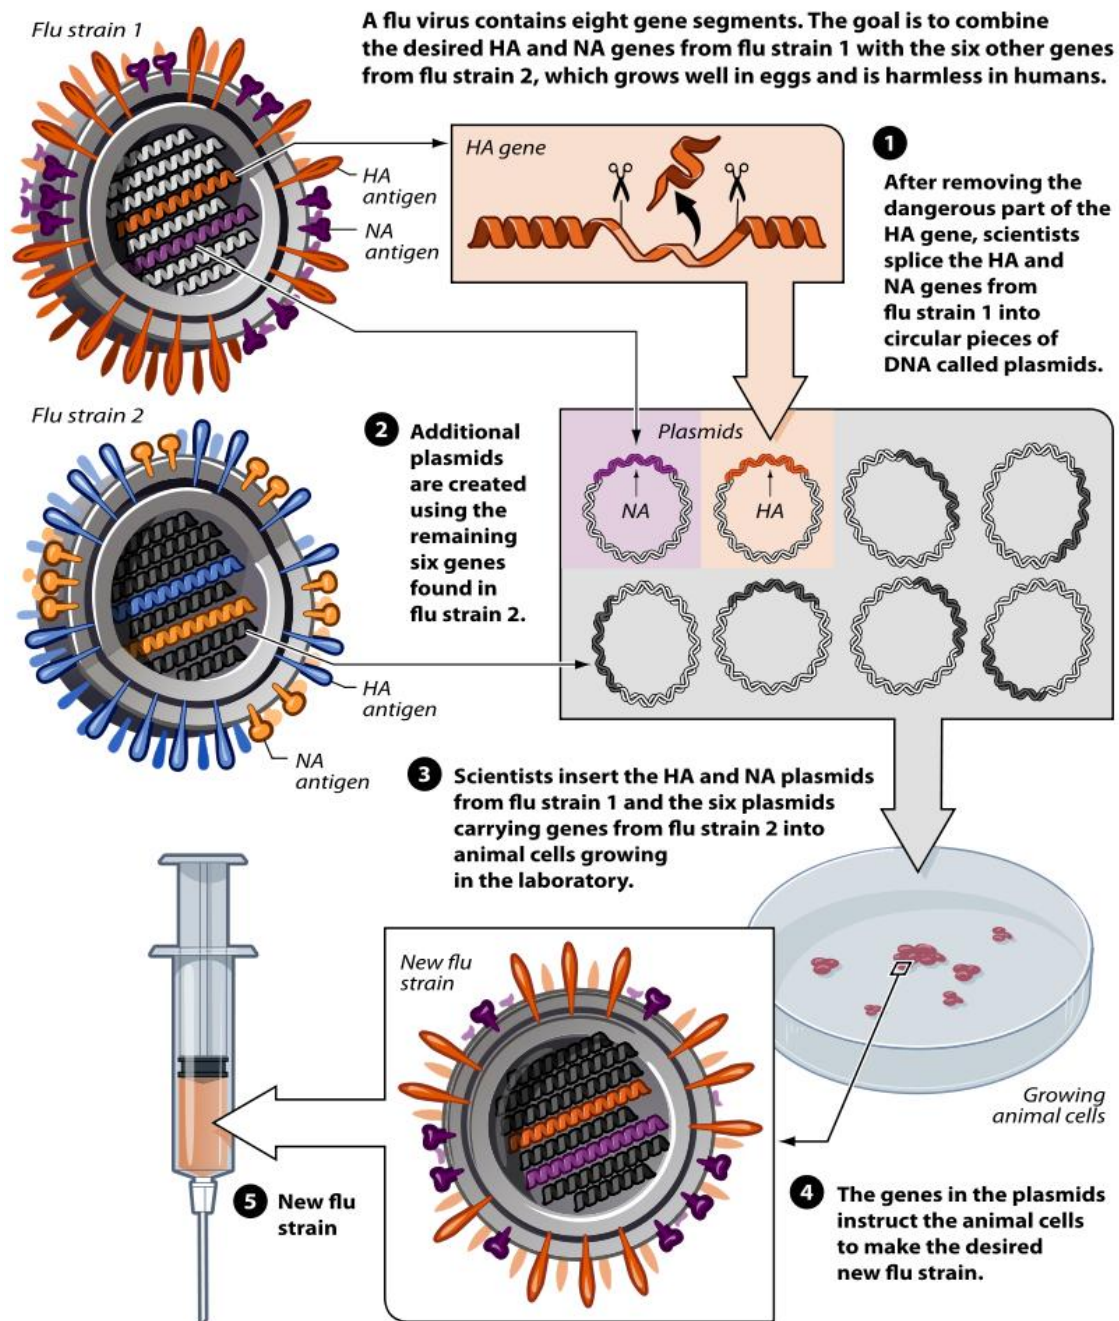 Flu strain 1
A flu virus contains eight gene segments. The goal is to combine
the desired HA and NA genes from flu strain 1 with the six other genes
from flu strain 2, which grows well in eggs and is harmless in humans.
HA gene
HA
antigen
NA
antigen
1
After removing the
dangerous part of the
HA gene, scientists
splice the HA and
NA genes from
flu strain 1 into
circular pieces of
DNA called plasmids.
Flu strain 2
2 Additional
plasmids
are created
using the
remaining
six genes
found in
flu strain 2.
Plasmids
NA
HA
HA
antigen
NA
antigen
3 Scientists insert the HA and NA plasmids
from flu strain 1 and the six plasmids
carrying genes from flu strain 2 into
animal cells growing
in the laboratory.
Growing
animal cells
New flu
strain
4 The genes in the plasmids
instruct the animal cells
to make the desired
new flu strain.
5 New flu
strain